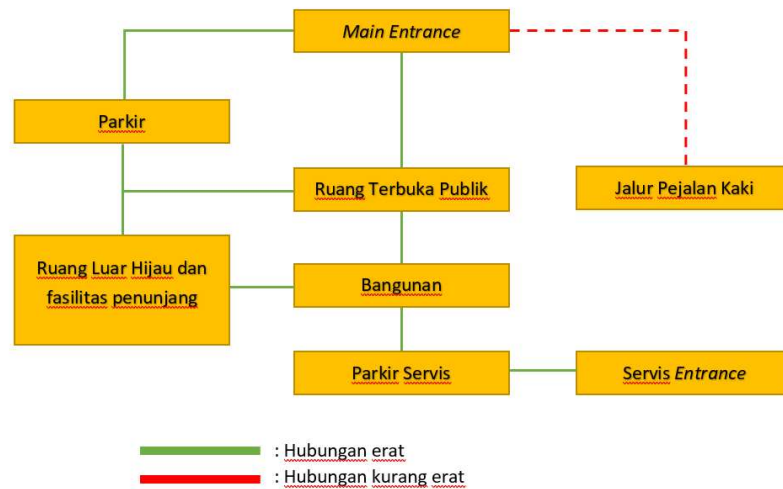 Main Entrance
Parkir
Ruang Terbuka Publik
Jalur Pejalan Kaki
Ruang Luar Hijau dan
fasilitas penunjang
Bangunan
Parkir Servis
Servis Entrance
: Hubungan erat
: Hubungan kurang erat